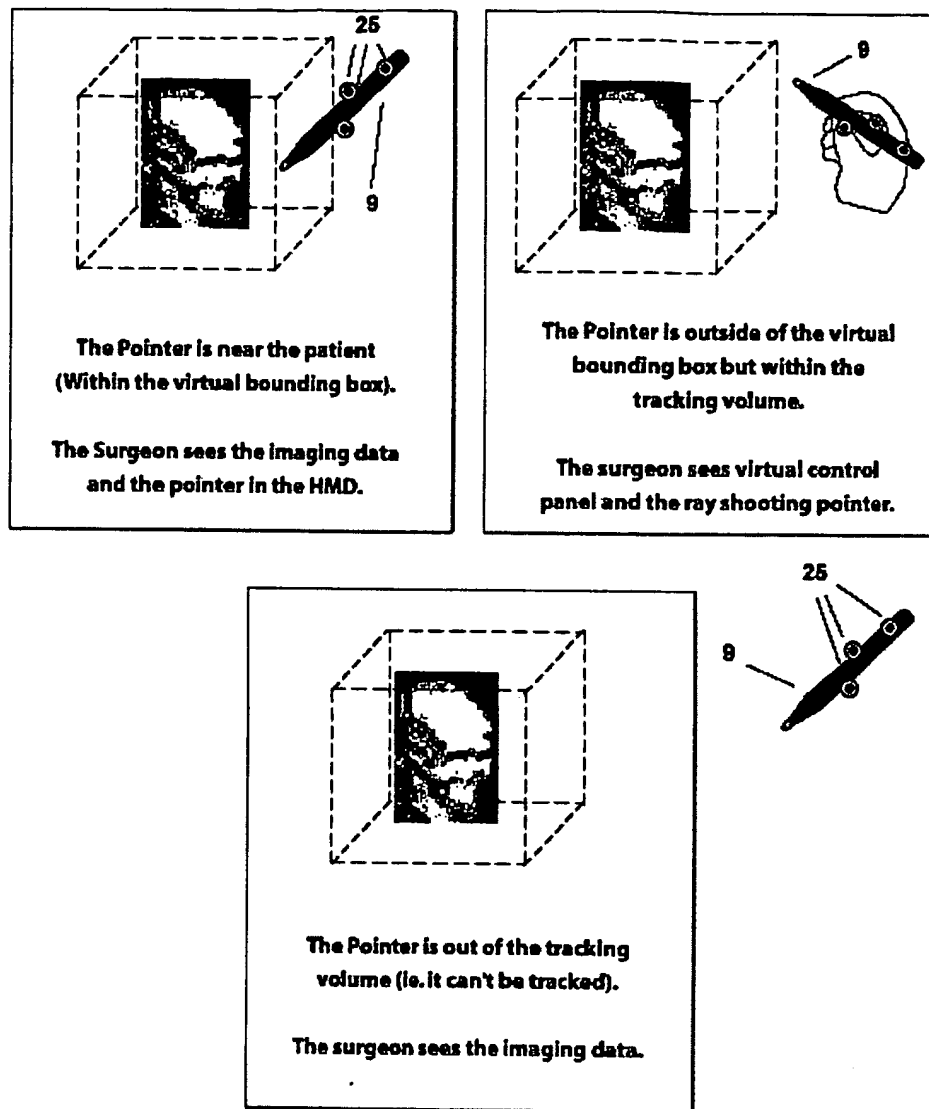 25
9
The Pointer is near the patient
(Within the virtual bounding box).
The Surgeon sees the imaging data
and the pointer in the HMD.
9
The Pointer is outside of the virtual
bounding box but within the
tracking volume.
The surgeon sees virtual control
panel and the ray shooting pointer.
25
9
The Pointer is out of the tracking
volume (ie. it can't be tracked).
The surgeon sees the imaging data.